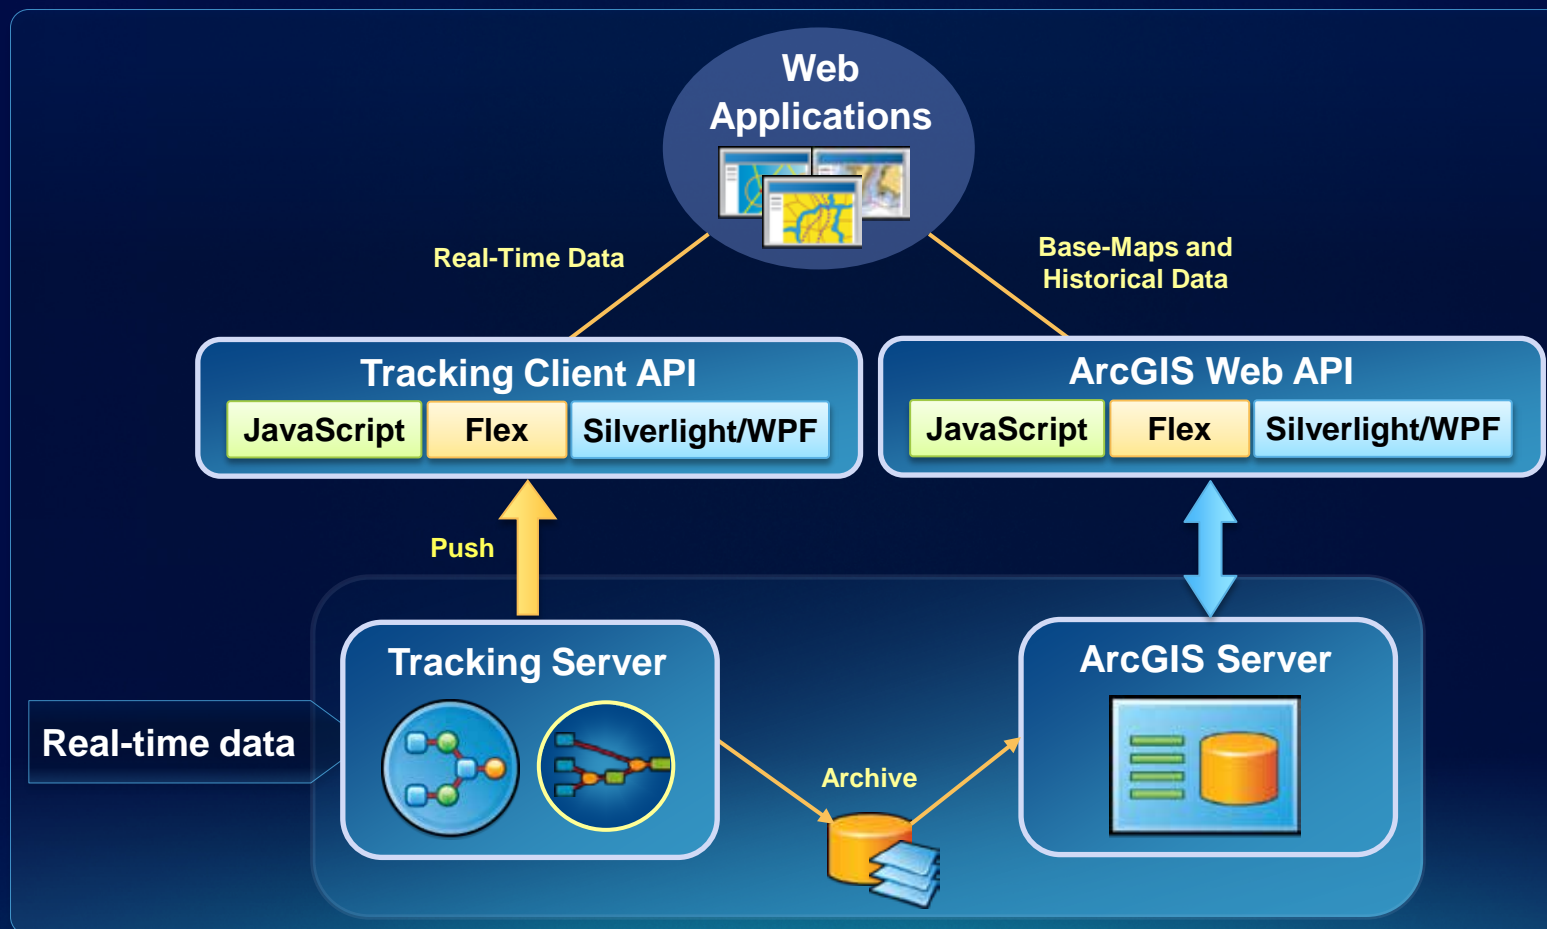 Web
Applications
Real-Time Data
Base-Maps and
Historical Data
Tracking Client API
JavaScript
Flex
Silverlight/WPF
ArcGIS Web API
JavaScript
Flex
Silverlight/WPF
Push
Tracking Server
ArcGIS Server
Real-time data
Archive